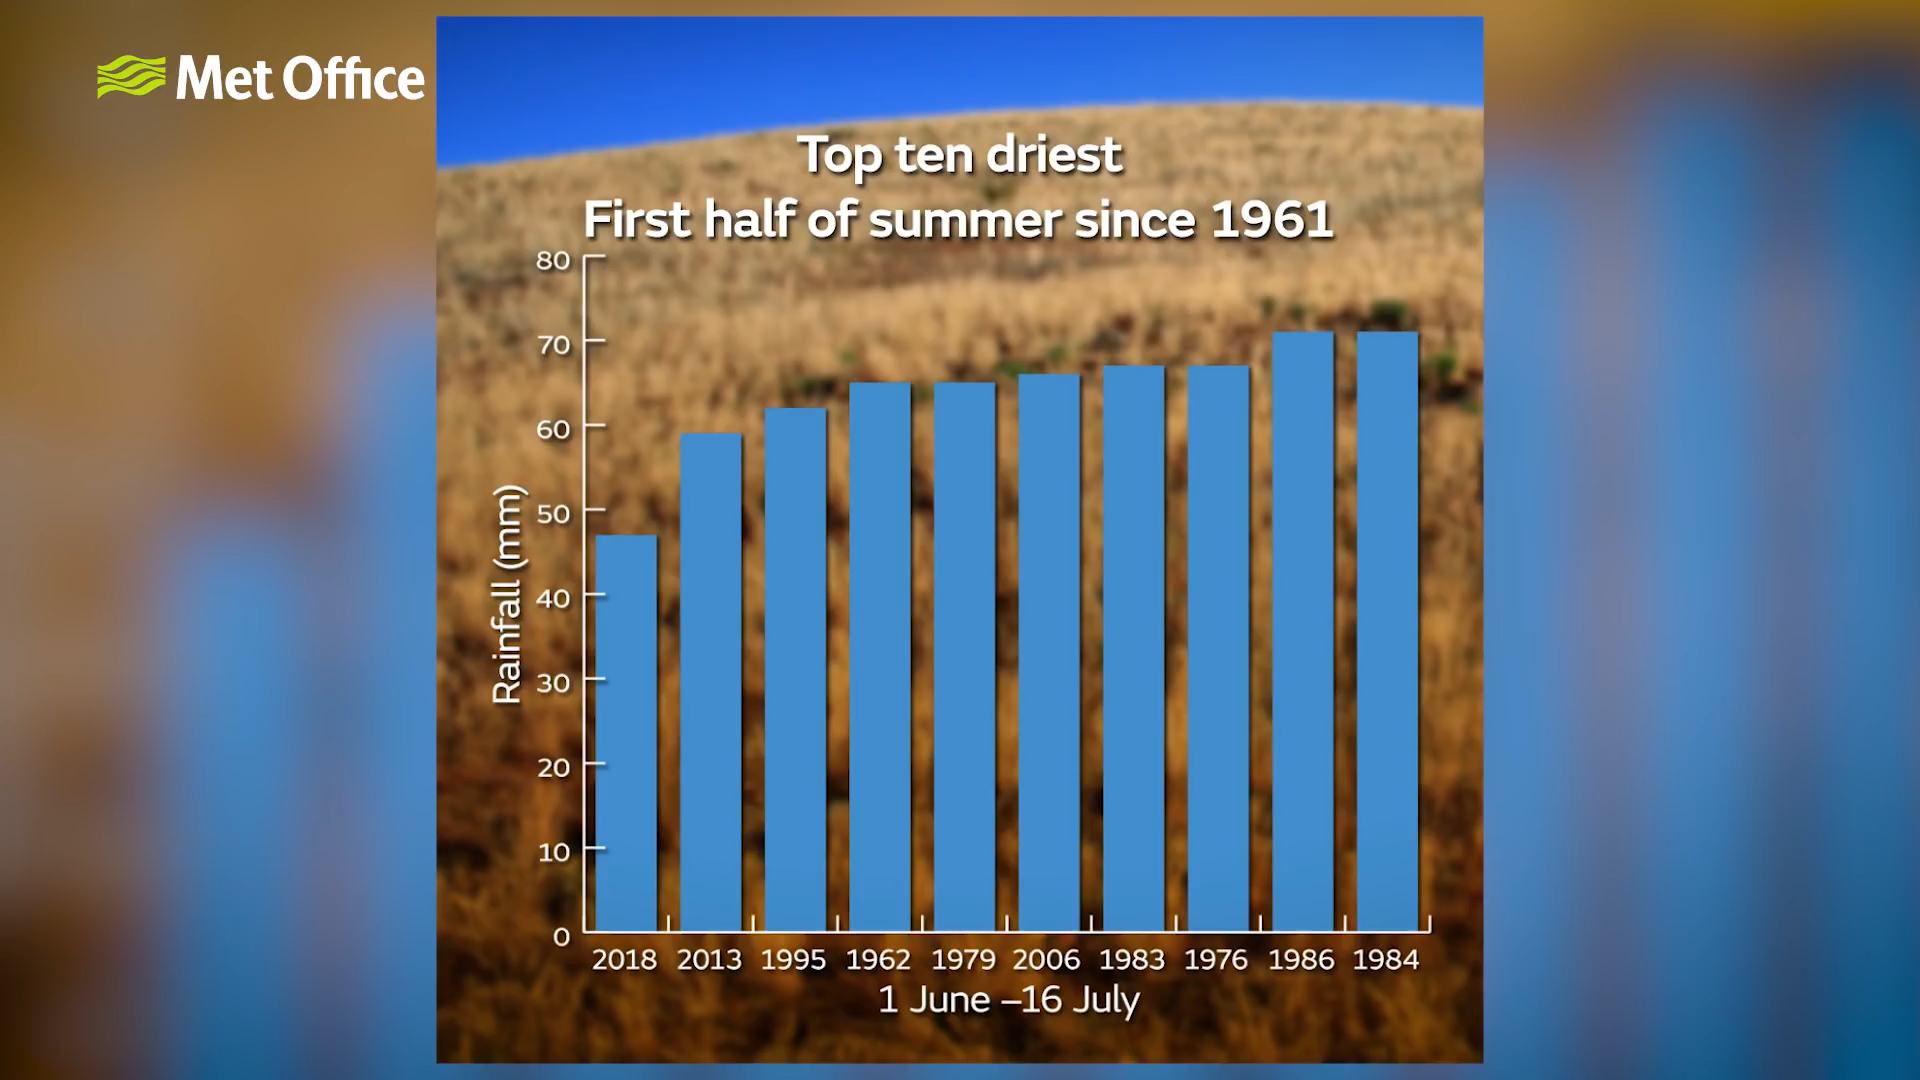 Met Office
Top ten driest
First half of summer since 1961
80
70
60
50
40
30
20
10
0
Rainfall (mm)
2018 2013 1995 1962 1979 2006 1983 1976 1986 1984
1 June –16 July